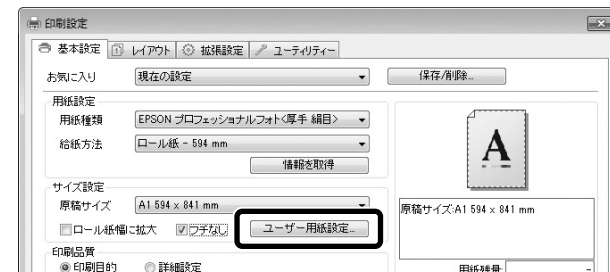 印刷設定
基本設定 レイアウト 拡張設定 ユーティリティー
お気に入り 現在の設定 保存/削除...
用紙設定
用紙種類 EPSON プロフェッショナルフォト<厚手 絹目>
給紙方法 ロール紙 - 594 mm
情報を取得
A
サイズ設定
原稿サイズ A1 594 x 841 mm
原稿サイズ:A1 594 x 841 mm
ロール紙幅に拡大 フチなし ユーザー用紙設定...
印刷品質
印刷目的 詳細設定
用紙残量: -